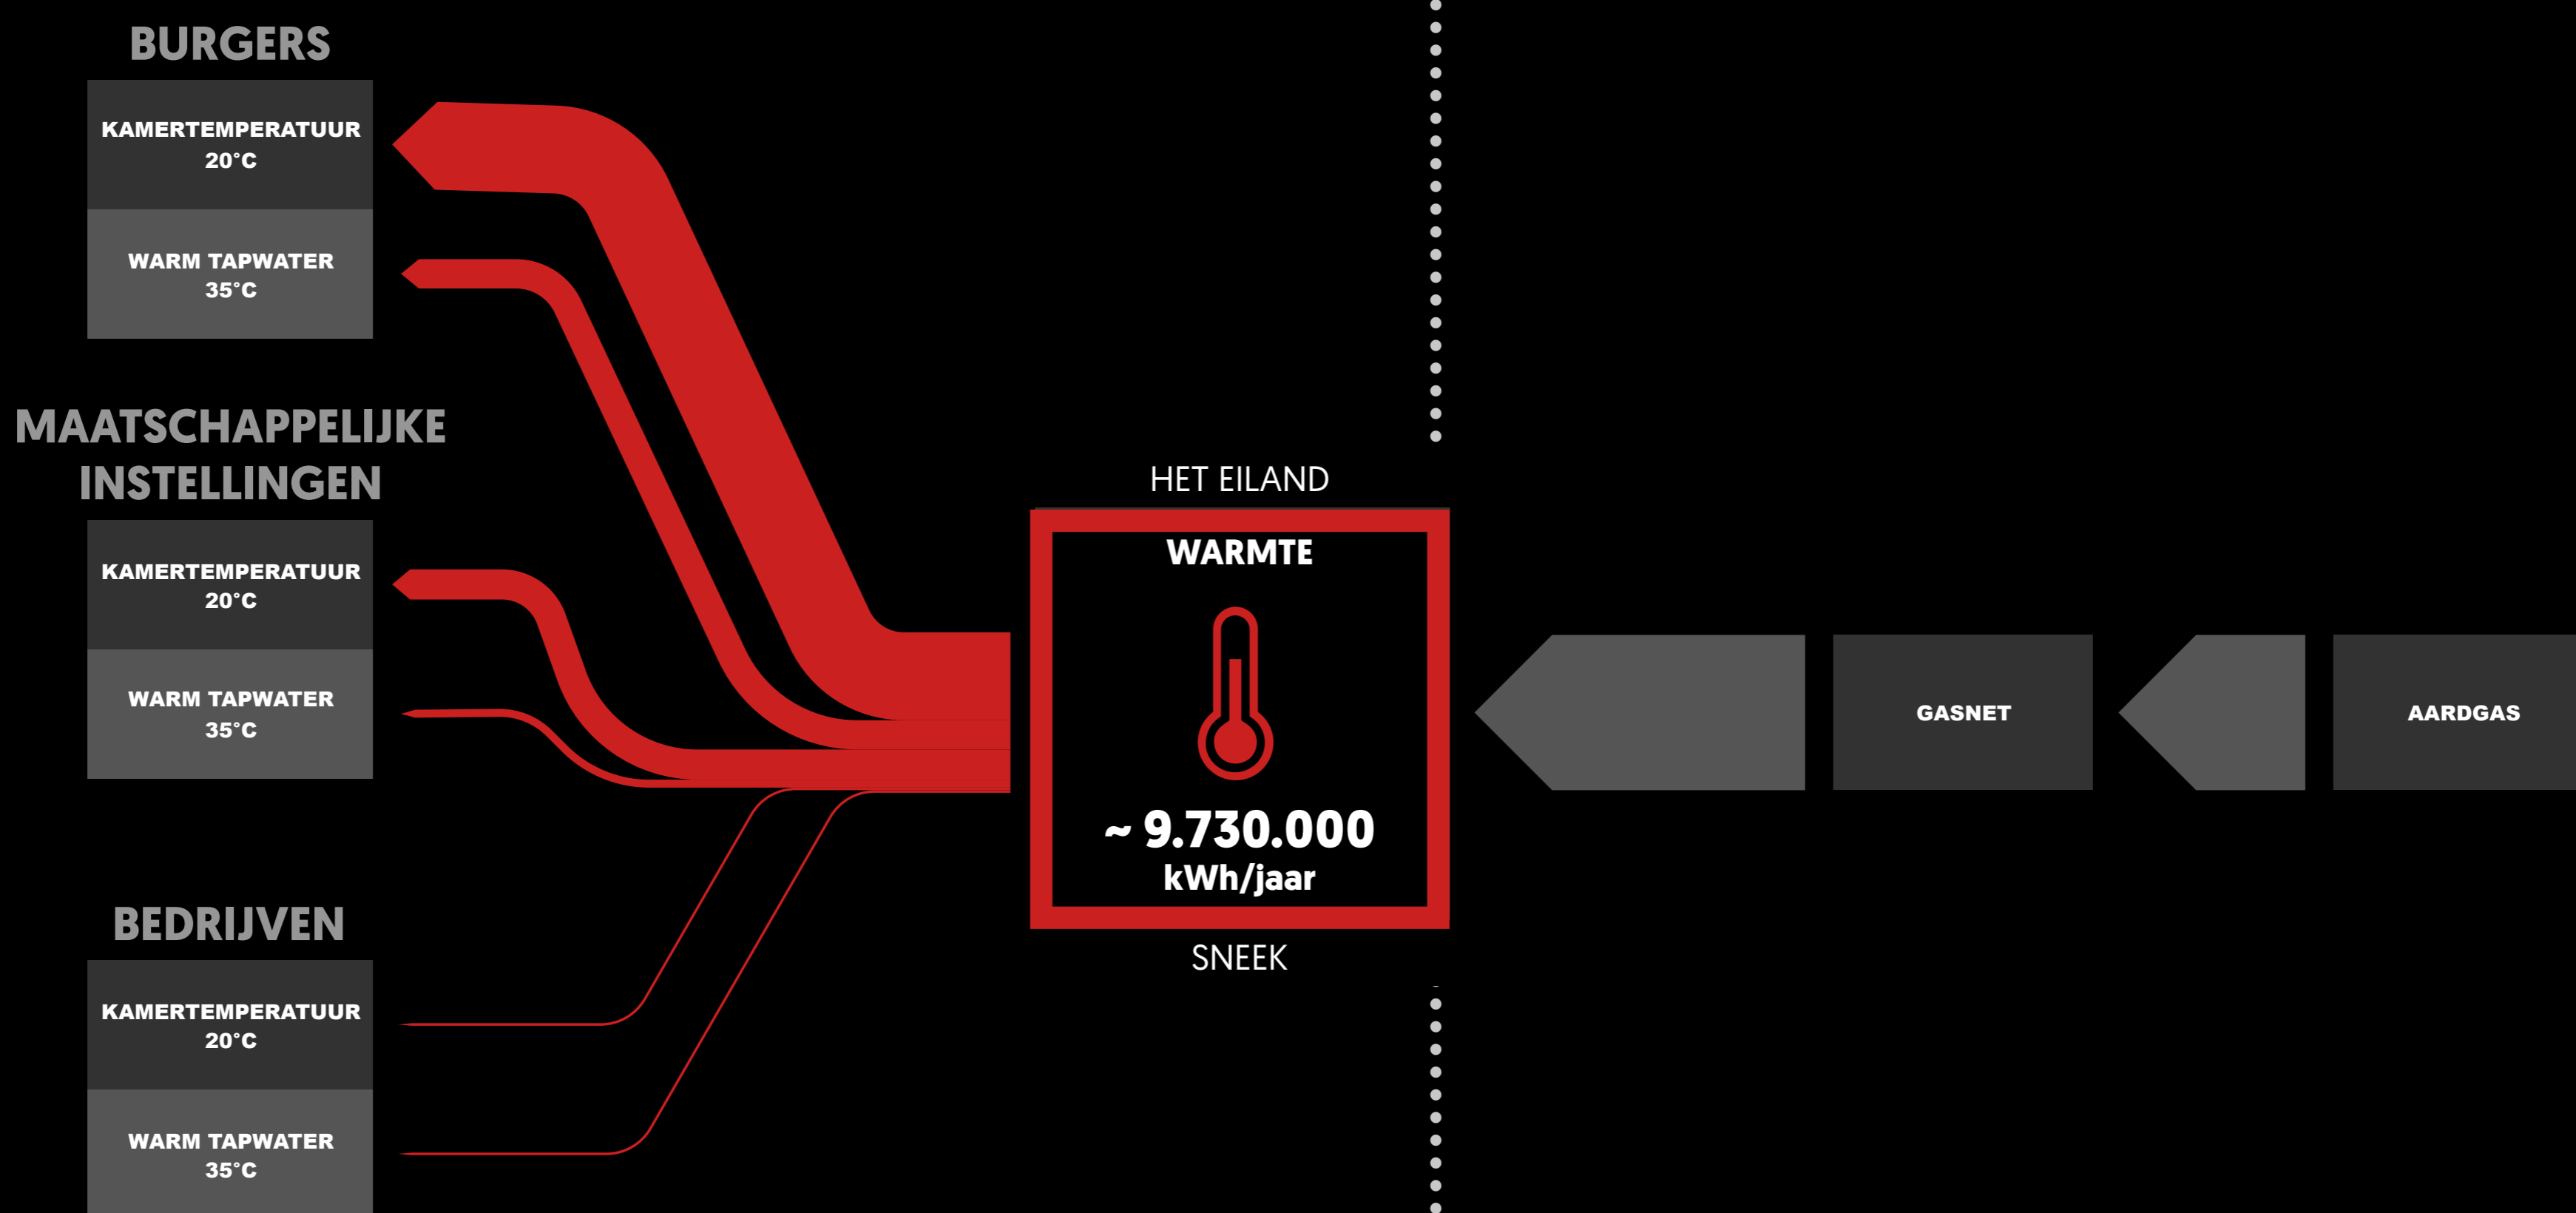 BURGERS
KAMERTEMPERATUUR
20°C
WARM TAPWATER
35°C
MAATSCHAPPELIJKE
INSTELLINGEN
KAMERTEMPERATUUR
20°C
WARM TAPWATER
35°C
BEDRIJVEN
KAMERTEMPERATUUR
20°C
WARM TAPWATER
35°C
HET EILAND
WARMTE
~ 9.730.000
kWh/jaar
SNEEK
GASNET
AARDGAS